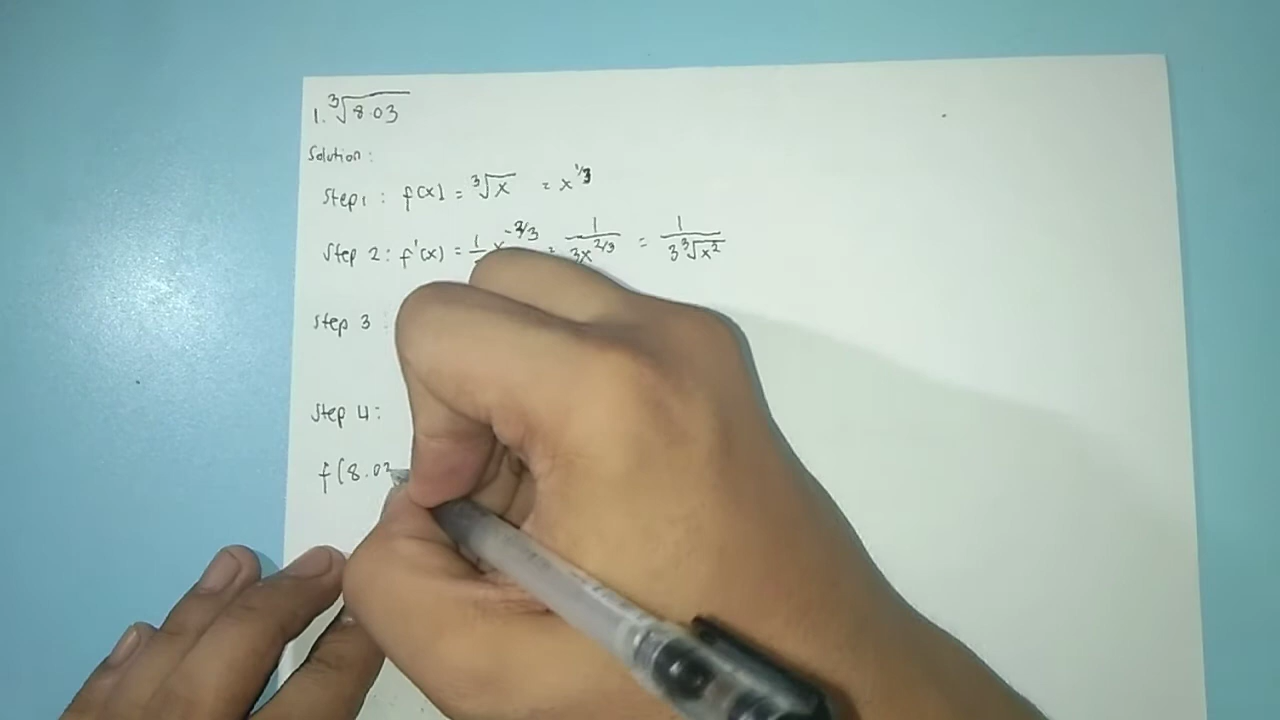 1. ∛8.03
Solution:
Step 1: f(x) = ∛x = x^1/3
Step 2: f'(x) = 1/ x^-2/3 = 1/3x^2/3 = 1/3∛x²
Step 3:
Step 4:
f(8.03